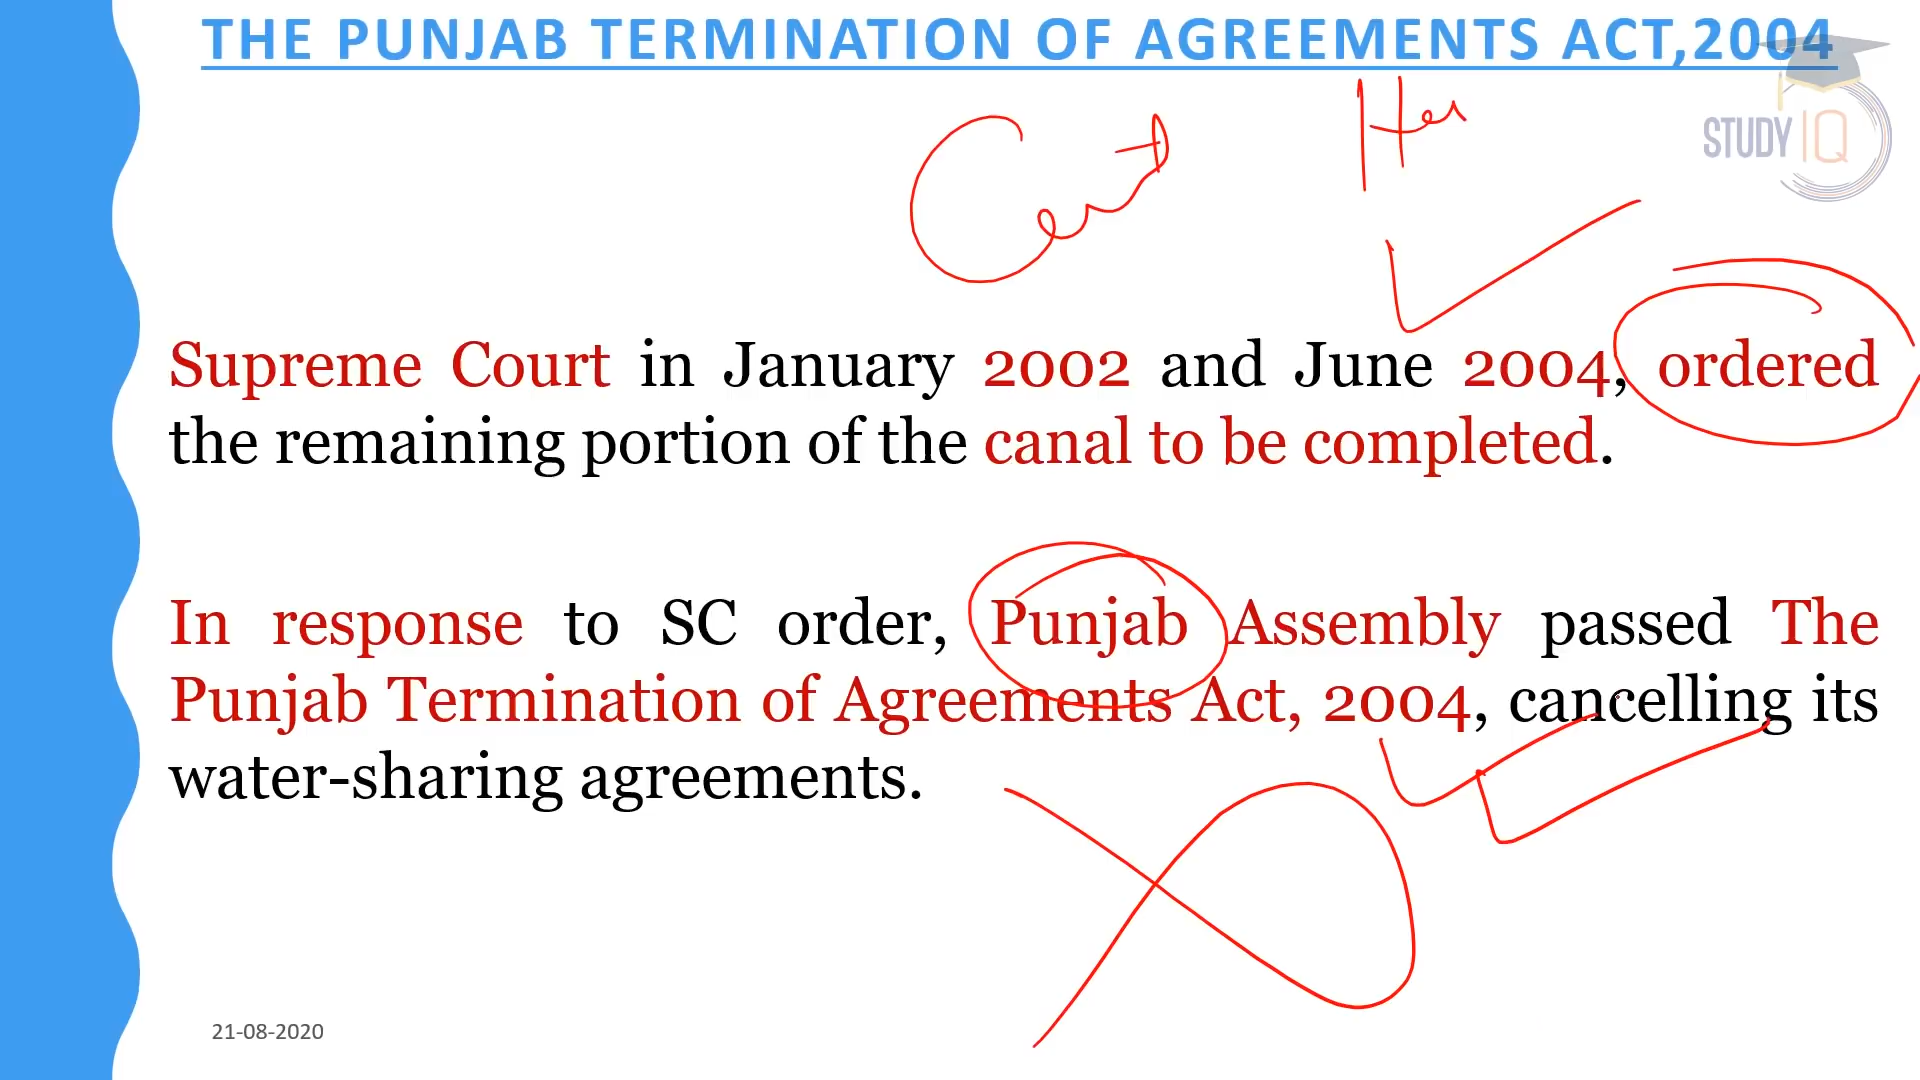 THE PUNJAB TERMINATION OF AGREEMENTS ACT,2004
STUDY IQ
Supreme Court in January 2002 and June 2004, ordered
the remaining portion of the canal to be completed.
In response to SC order, Punjab Assembly passed The
Punjab Termination of Agreements Act, 2004, cancelling its
water-sharing agreements.
21-08-2020